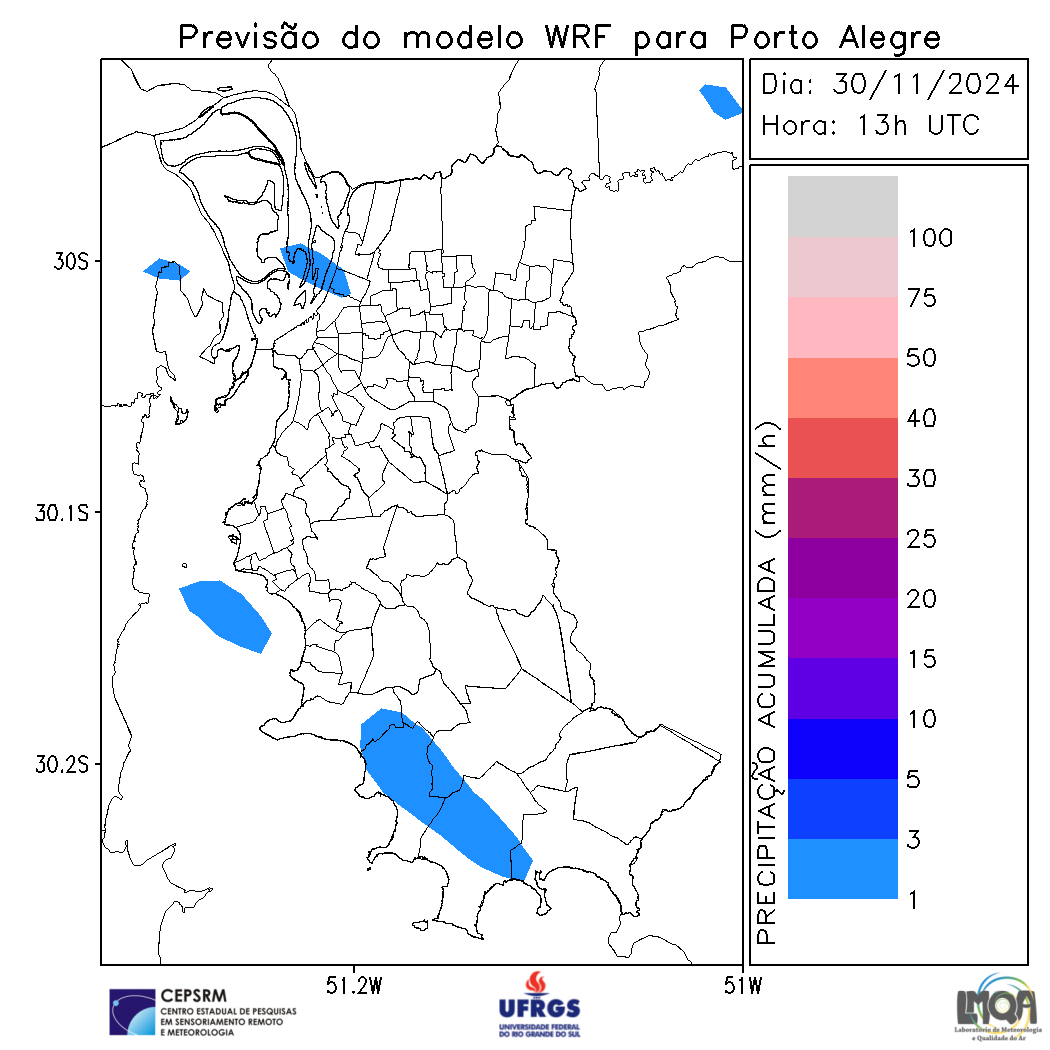 Previsão do modelo WRF para Porto Alegre
Dia: 30/11/2024
Hora: 13h UTC
30S
30.1S
30.2S
51.2W
51W
PRECIPITAÇÃO ACUMULADA (mm/h)
100
75
50
40
30
25
20
15
10
5
3
1
CEPSRM
CENTRO ESTADUAL DE PESQUISAS
EM SENSORIAMENTO REMOTO
E METEOROLOGIA
UFRGS
UNIVERSIDADE FEDERAL
DO RIO GRANDE DO SUL
LMQA
Laboratório de Meteorologia
e Qualidade do Ar